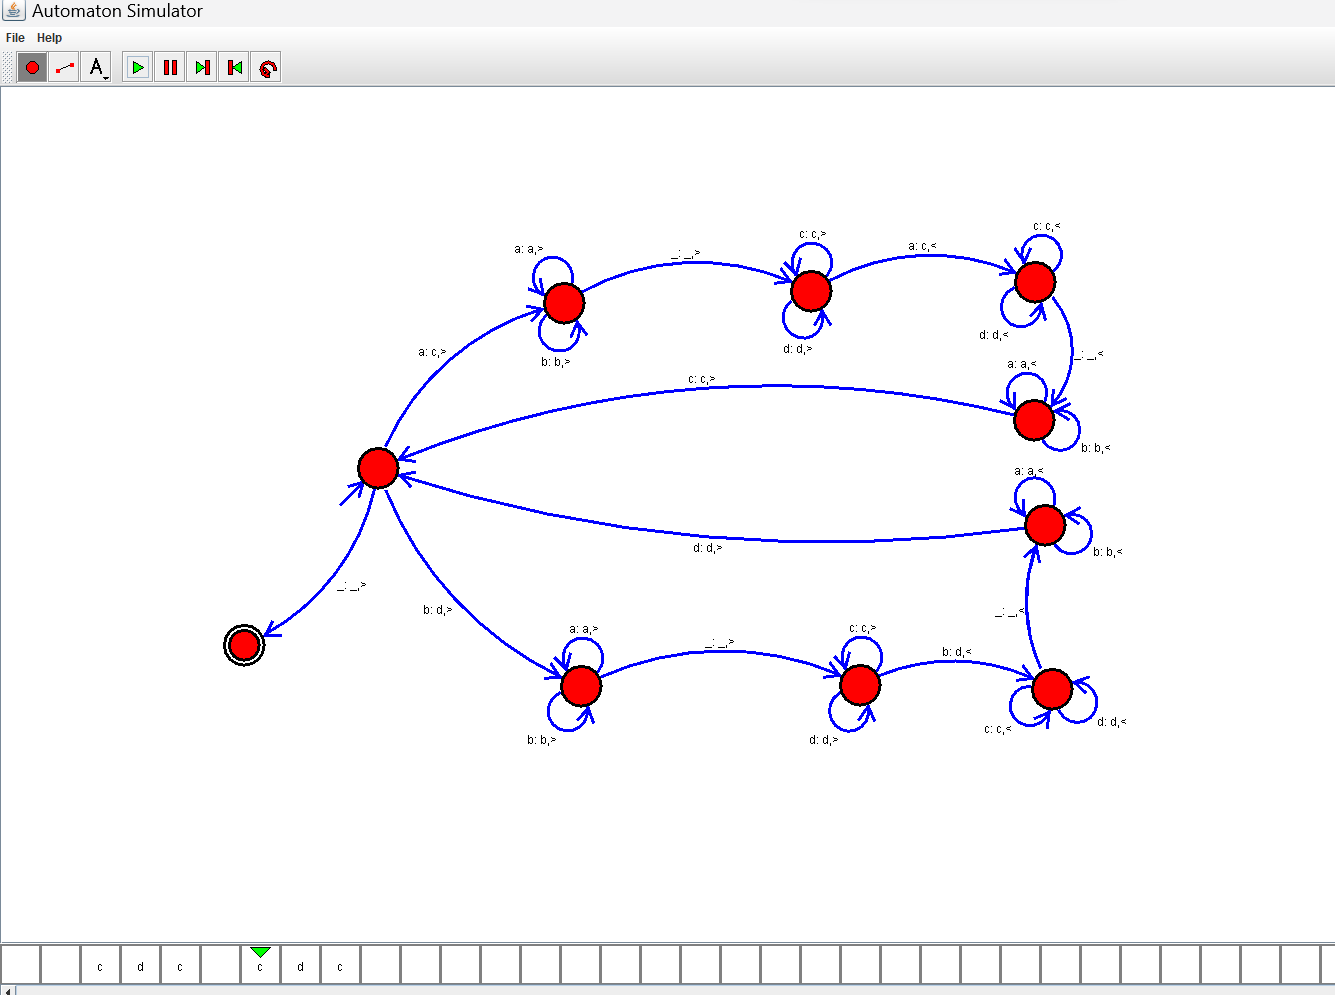 Automaton Simulator
File Help
A
c: c,>
c: c,<
a: a,>
_: _,>
a: c,<
d: d,<
a: c,>
b: b,>
d: d,>
_: _,<
a: a,<
c: c,>
b: b,<
a: a,<
d: d,>
b: b,<
_: _,>
b: d,>
_: _,<
a: a,>
_: _,>
c: c,>
b: d,<
b: b,>
d: d,>
c: c,<
d: d,<
c d c c d c